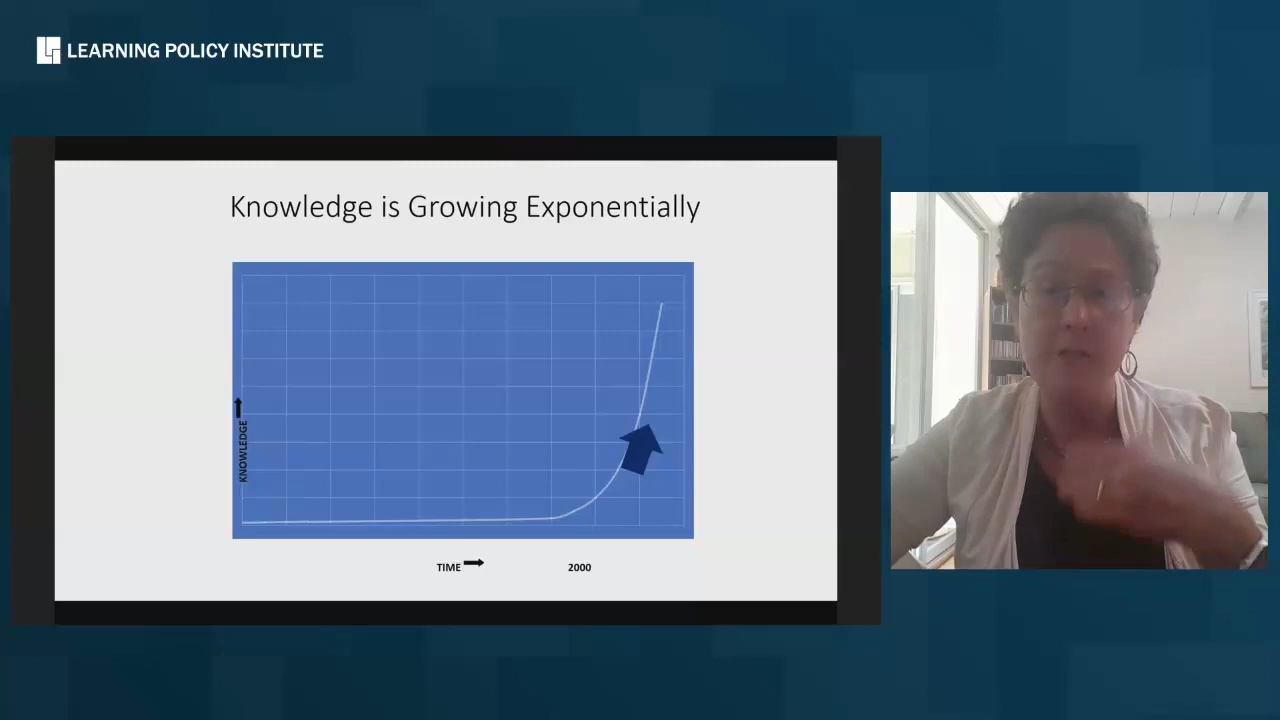 LEARNING POLICY INSTITUTE
Knowledge is Growing Exponentially
KNOWLEDGE
TIME
2000